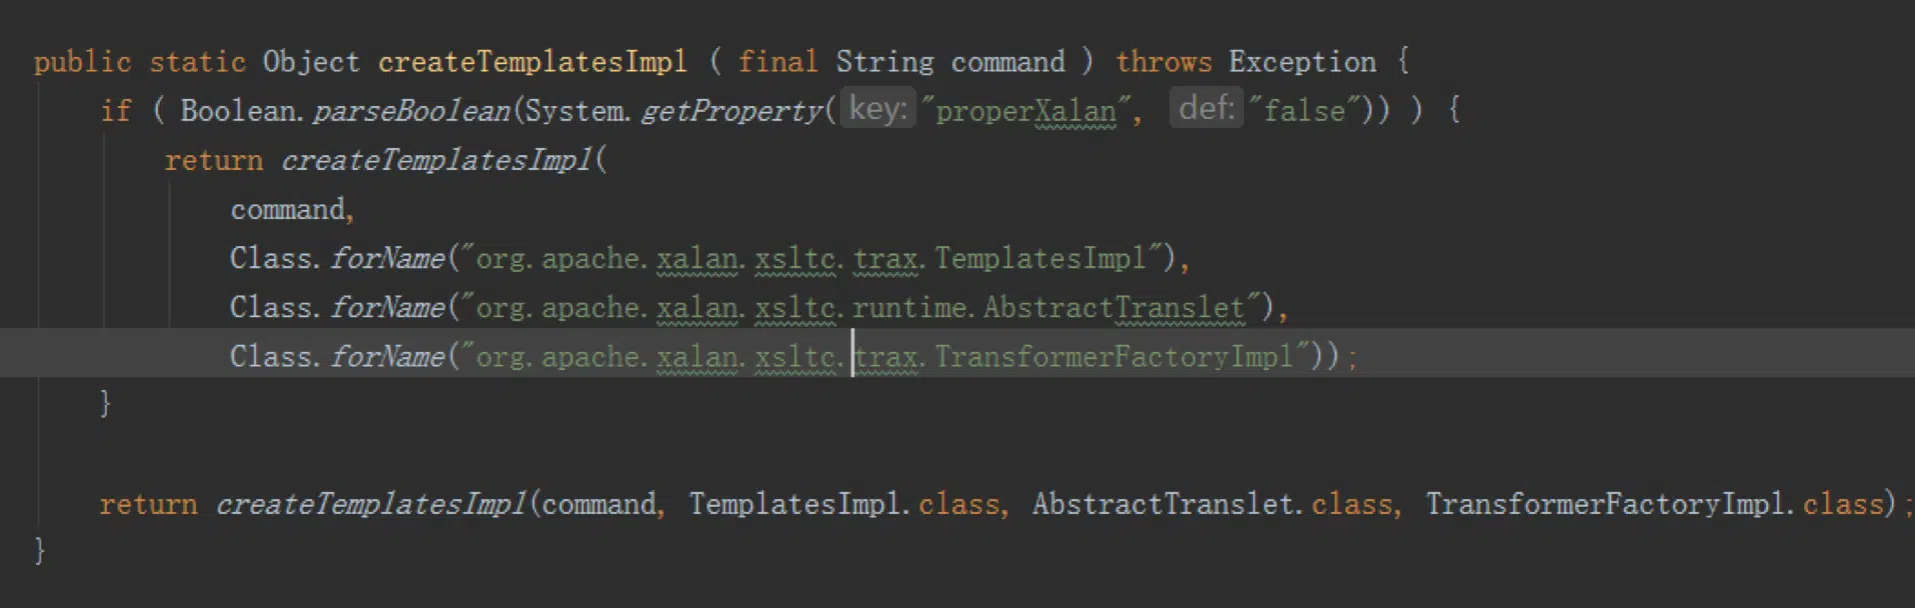 public static Object createTemplatesImpl ( final String command ) throws Exception {
if ( Boolean.parseBoolean(System.getProperty( key: "properXalan", def: "false")) ) {
return createTemplatesImpl(
command,
Class.forName("org.apache.xalan.xsltc.trax.TemplatesImpl"),
Class.forName("org.apache.xalan.xsltc.runtime.AbstractTranslet"),
Class.forName("org.apache.xalan.xsltc.trax.TransformerFactoryImpl"));
}
return createTemplatesImpl(command, TemplatesImpl.class, AbstractTranslet.class, TransformerFactoryImpl.class);
}